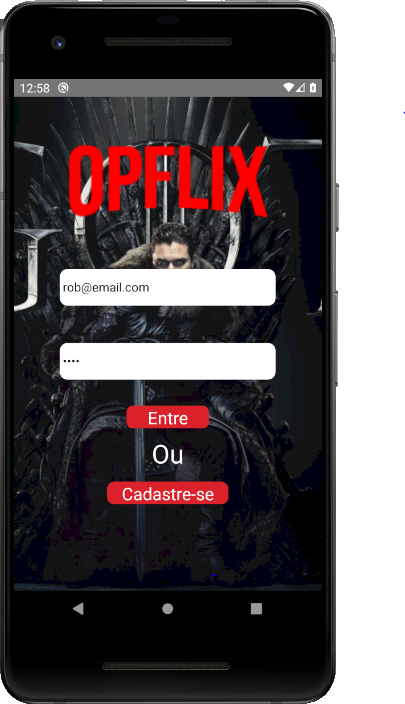 12:58
OPFLIX
rob@email.com
••••
Entre
Ou
Cadastre-se